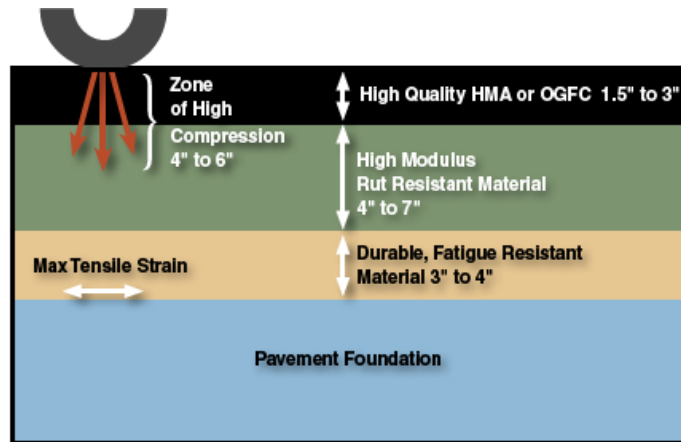 Zone
of High
Compression
4" to 6"
High Quality HMA or OGFC 1.5" to 3"
High Modulus
Rut Resistant Material
4" to 7"
Max Tensile Strain
Durable, Fatigue Resistant
Material 3" to 4"
Pavement Foundation